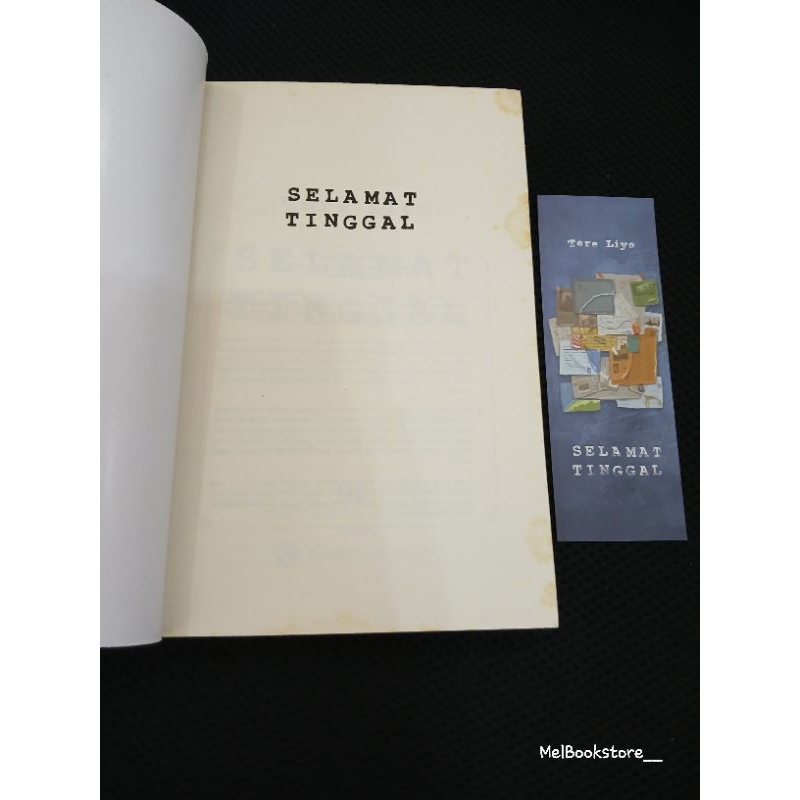 SELAMAT
TINGGAL
Tere Liye
SELAMAT
TINGGAL
MelBookstore__